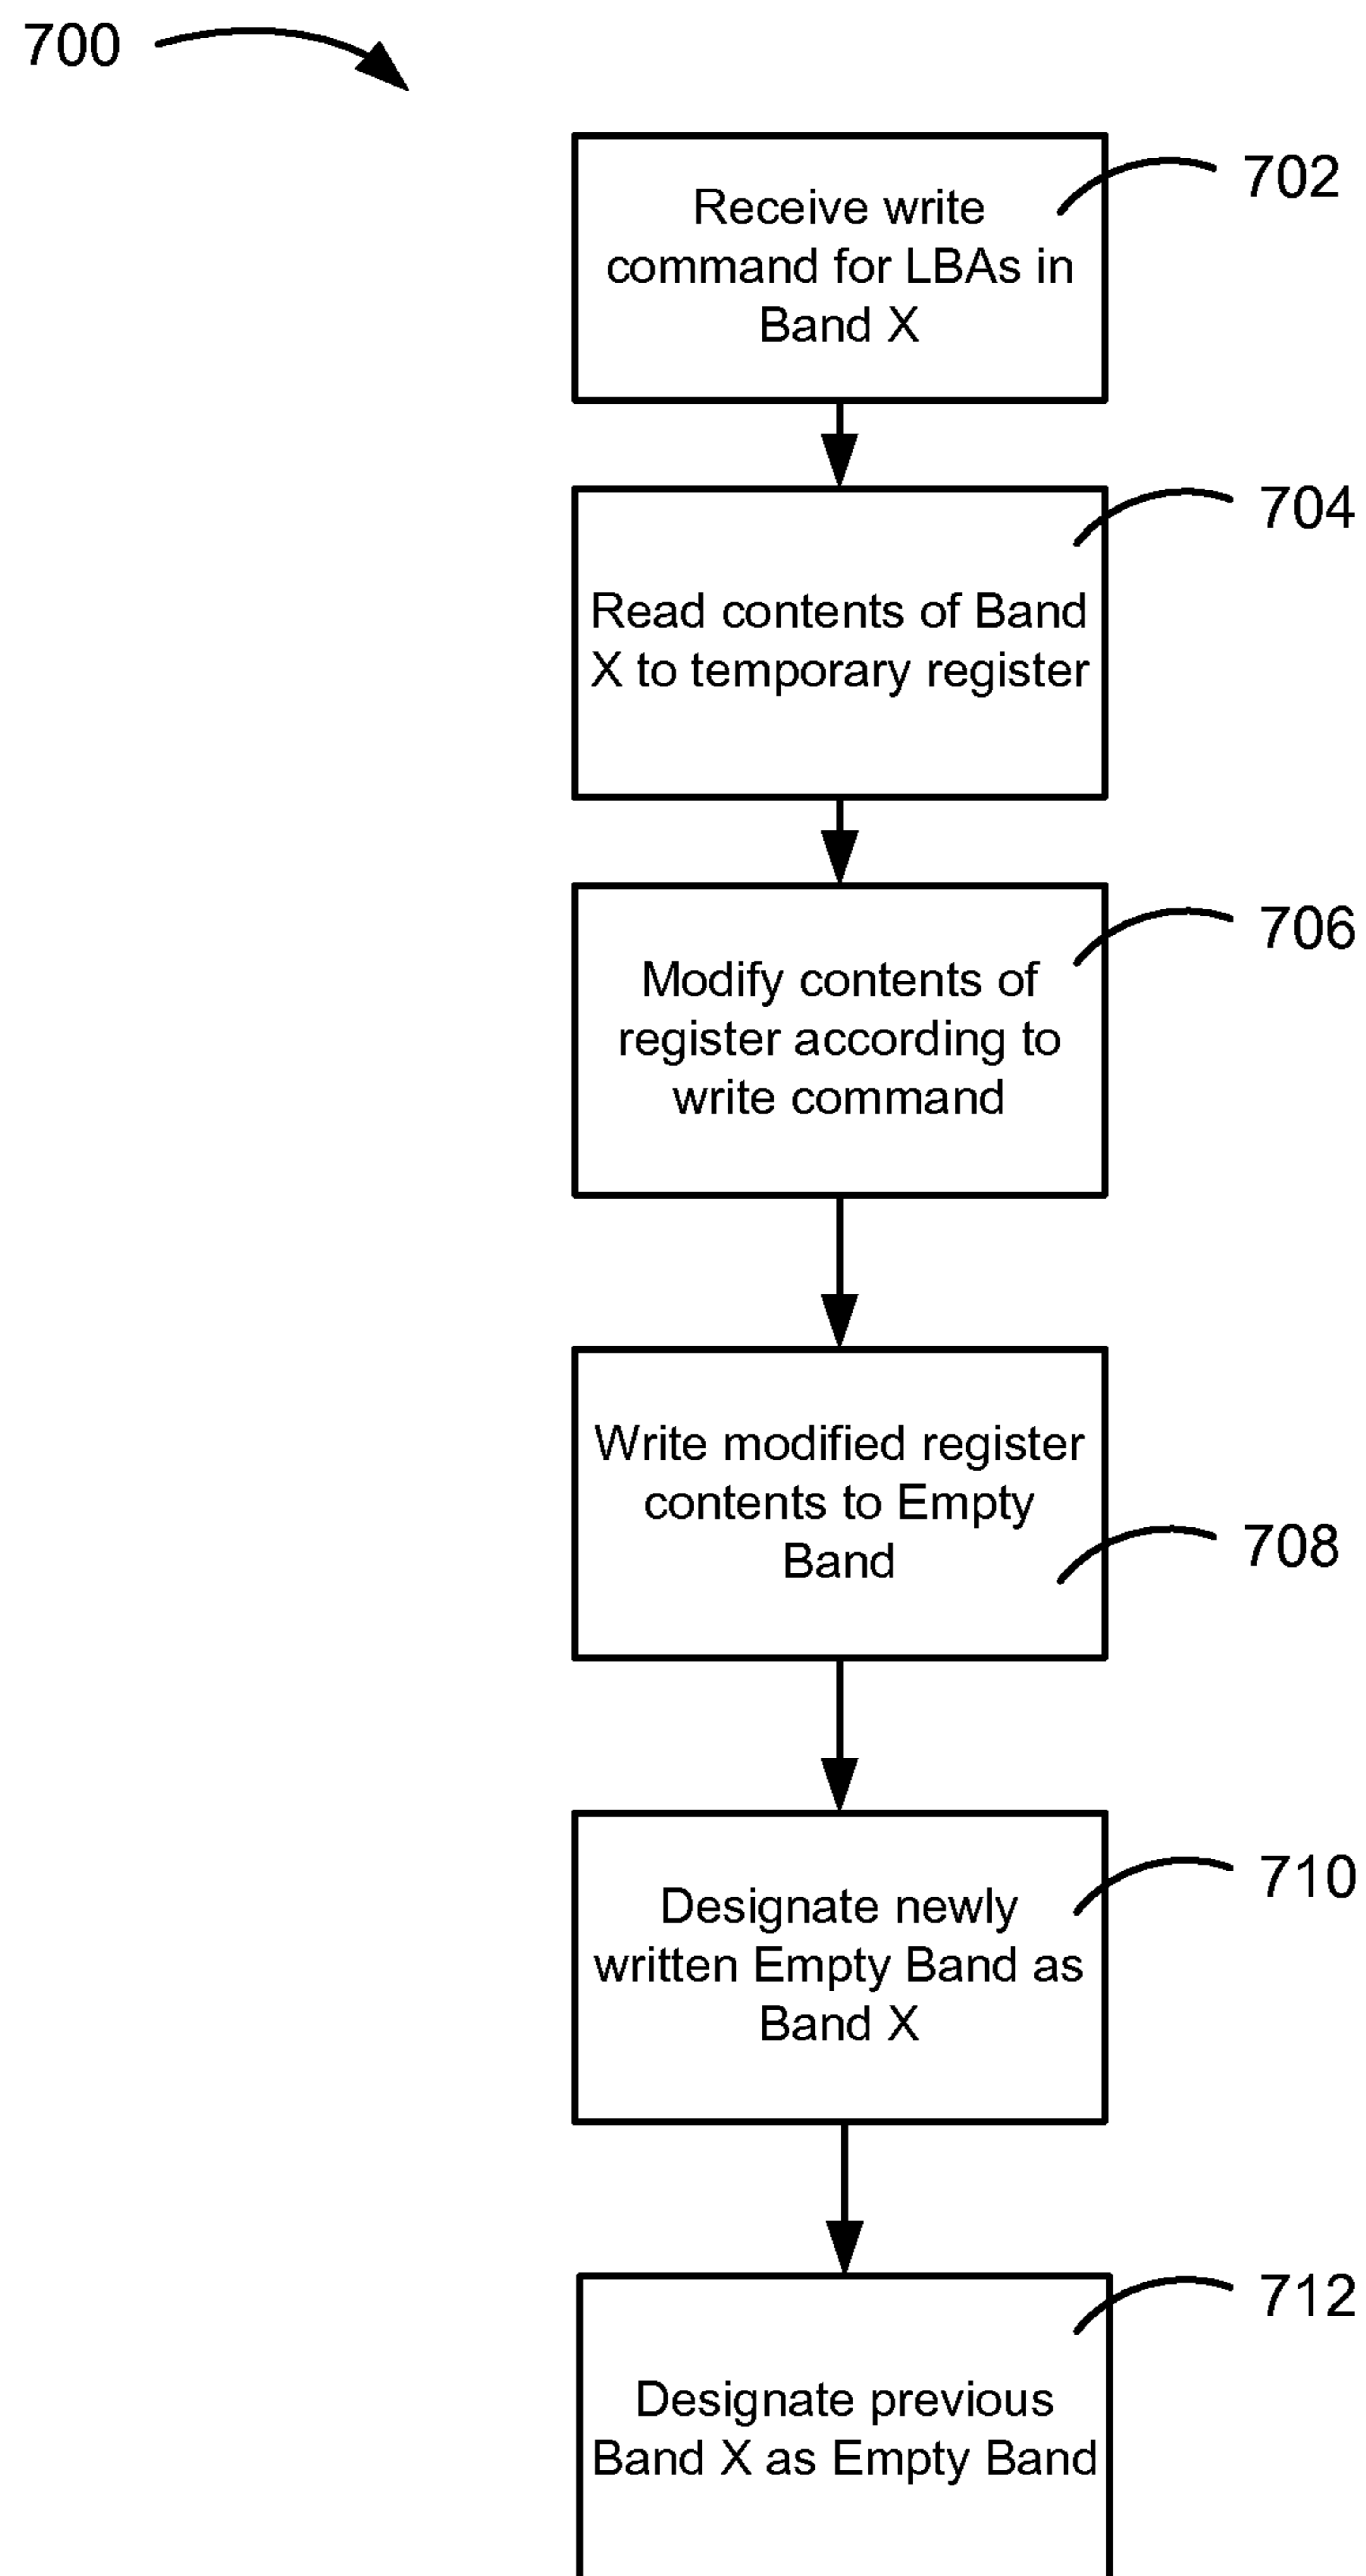 700
702
Receive write
command for LBAs in
Band X
704
Read contents of Band
X to temporary register
706
Modify contents of
register according to
write command
Write modified register
contents to Empty
Band
708
710
Designate newly
written Empty Band as
Band X
712
Designate previous
Band X as Empty Band